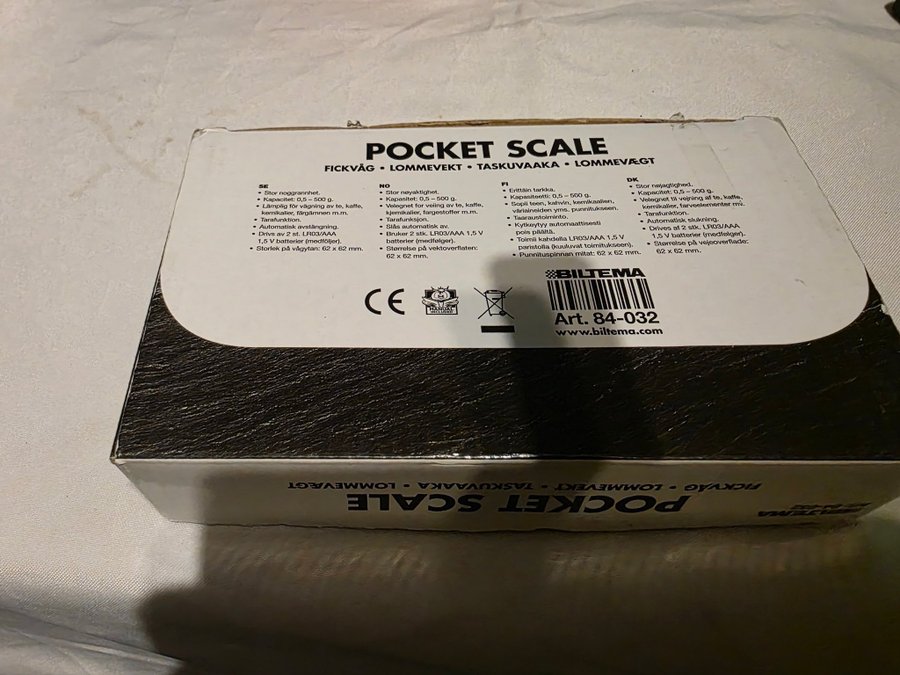 POCKET SCALE
FICKVÅG • LOMMEVEKT • TASKUVAAKA • LOMMEVÆGT
SE
• Stor noggrannhet.
• Kapacitet: 0,5 – 500 g.
• Lämplig för vägning av te, kaffe,
kemikalier, färgämnen m.m.
• Tarafunktion.
• Automatisk avstängning.
• Drivs av 2 st. LR03/AAA
1,5 V batterier (medföljer).
• Storlek på vågytan: 62 x 62 mm.
NO
• Stor nøyaktighet.
• Kapasitet: 0,5 – 500 g.
• Velegnet for veiing av te, kaffe,
kjemikalier, fargestoffer m.m.
• Tarafunksjon.
• Slås automatisk av.
• Bruker 2 stk. LR03/AAA 1,5 V
batterier (medfølger).
• Størrelse på vektoverflaten:
62 x 62 mm.
FI
• Erittäin tarkka.
• Kapasiteetti: 0,5 – 500 g.
• Sopii teen, kahvin, kemikaalien,
väriaineiden yms. punnitukseen.
• Taaraustoiminto.
• Kytkeytyy automaattisesti
pois päältä.
• Toimii kahdella LR03/AAA 1,5 V
paristolla (kuuluvat toimitukseen).
• Punnituspinnan mitat: 62 x 62 mm.
DK
• Stor nøjagtighed.
• Kapacitet: 0,5 – 500 g.
• Velegnet til vejning af te, kaffe,
kemikalier, farveelementer mv.
• Tarafunktion.
• Automatisk slukning.
• Drives af 2 stk. LR03/AAA
1,5 V batterier (medfølger).
• Størrelse på vejeoverflade:
62 x 62 mm.
CE
MANUAL
INCLUDED
BILTEMA
Art. 84-032
www.biltema.com
POCKET SCALE
FICKVÅG • LOMMEVEKT • TASKUVAAKA • LOMMEVÆGT
BILTEMA